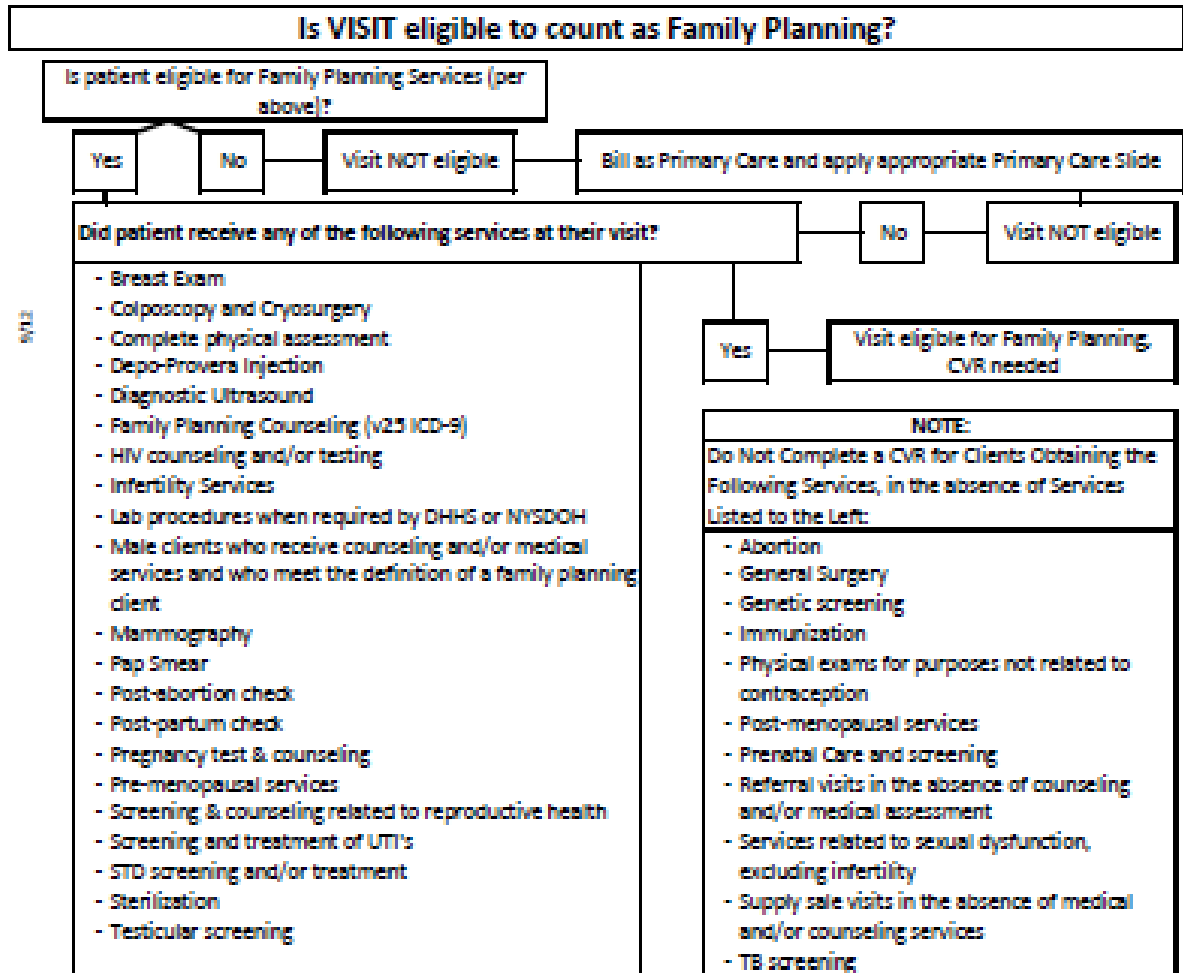 Is VISIT eligible to count as Family Planning?
Is patient eligible for Family Planning Services (per
above)?
Yes
No
Visit NOT eligible
Bill as Primary Care and apply appropriate Primary Care Slide
Did patient receive any of the following services at their visit?
No
Visit NOT eligible
- Breast Exam
- Colposcopy and Cryosurgery
- Complete physical assessment
- Depo-Provera Injection
- Diagnostic Ultrasound
- Family Planning Counseling (v25 ICD-9)
- HIV counseling and/or testing
- Infertility Services
- Lab procedures when required by DHHS or NYSDOH
- Male clients who receive counseling and/or medical
services and who meet the definition of a family planning
client
- Mammography
- Pap Smear
- Post-abortion check
- Post-partum check
- Pregnancy test & counseling
- Pre-menopausal services
- Screening & counseling related to reproductive health
- Screening and treatment of UTI's
- STD screening and/or treatment
- Sterilization
- Testicular screening
Yes
Visit eligible for Family Planning,
CVR needed
NOTE:
Do Not Complete a CVR for Clients Obtaining the
Following Services, in the absence of Services
Listed to the Left:
- Abortion
- General Surgery
- Genetic screening
- Immunization
- Physical exams for purposes not related to
contraception
- Post-menopausal services
- Prenatal Care and screening
- Referral visits in the absence of counseling
and/or medical assessment
- Services related to sexual dysfunction,
excluding infertility
- Supply sale visits in the absence of medical
and/or counseling services
- TB screening
9/12